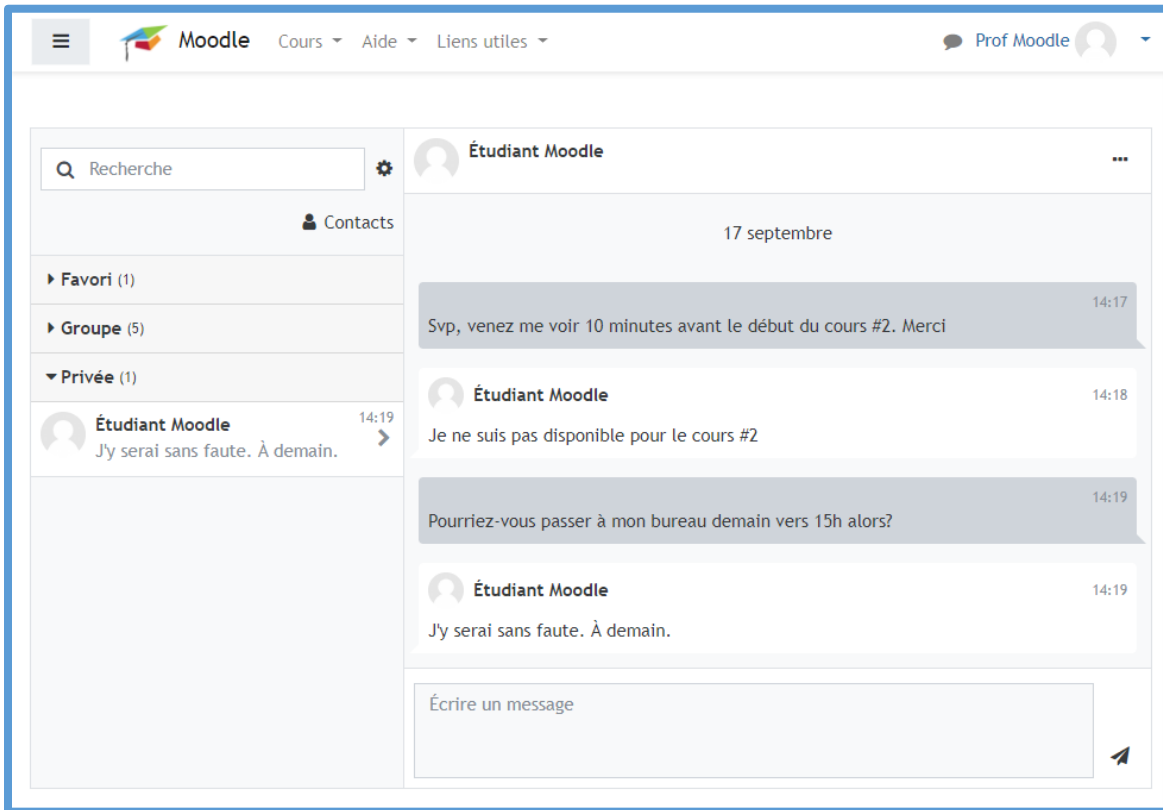 Moodle Cours Aide Liens utiles Prof Moodle
Recherche
Contacts
Favori (1)
Groupe (5)
Privée (1)
Étudiant Moodle 14:19
J'y serai sans faute. À demain.
Étudiant Moodle
17 septembre
14:17
Svp, venez me voir 10 minutes avant le début du cours #2. Merci
Étudiant Moodle 14:18
Je ne suis pas disponible pour le cours #2
14:19
Pourriez-vous passer à mon bureau demain vers 15h alors?
Étudiant Moodle 14:19
J'y serai sans faute. À demain.
Écrire un message